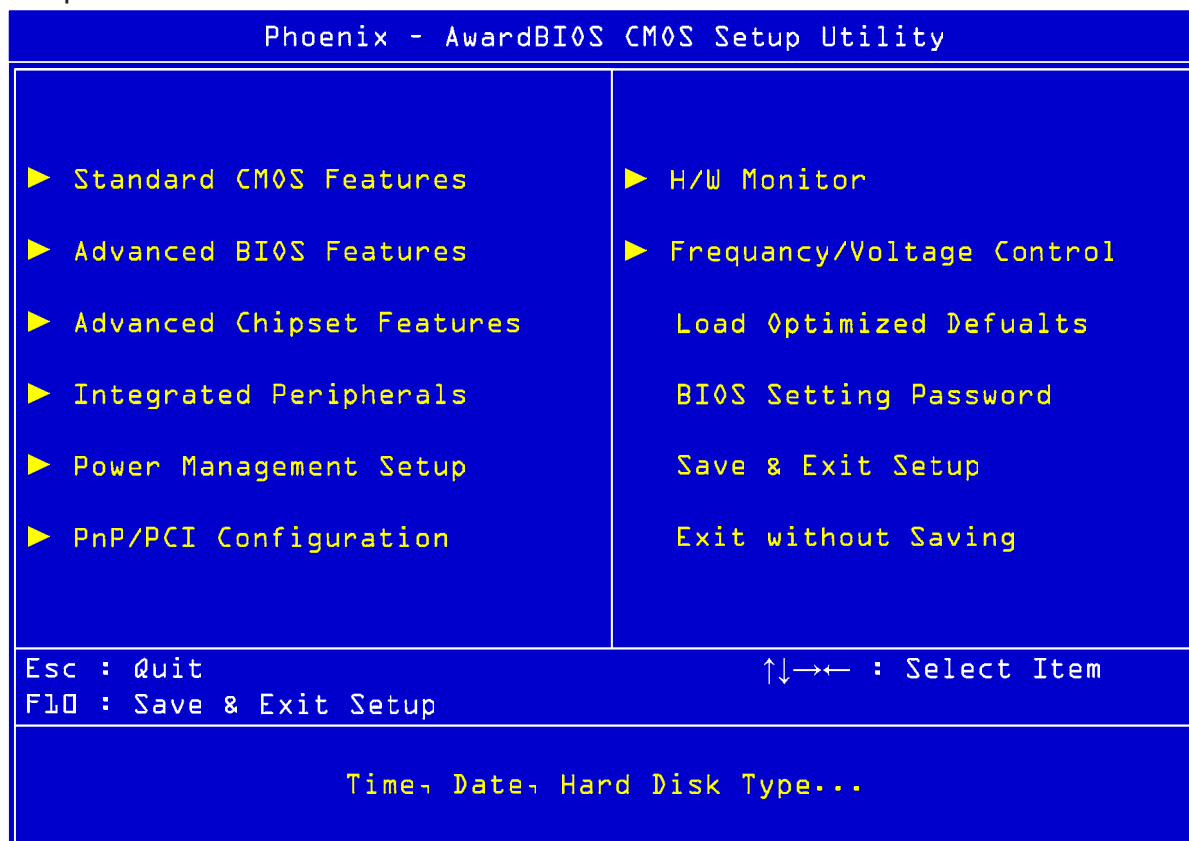 Phoenix - AwardBIOS CMOS Setup Utility
▶ Standard CMOS Features
▶ Advanced BIOS Features
▶ Advanced Chipset Features
▶ Integrated Peripherals
▶ Power Management Setup
▶ PnP/PCI Configuration
▶ H/W Monitor
▶ Frequancy/Voltage Control
Load Optimized Defualts
BIOS Setting Password
Save & Exit Setup
Exit without Saving
Esc : Quit
F10 : Save & Exit Setup
↑↓→← : Select Item
Time, Date, Hard Disk Type...